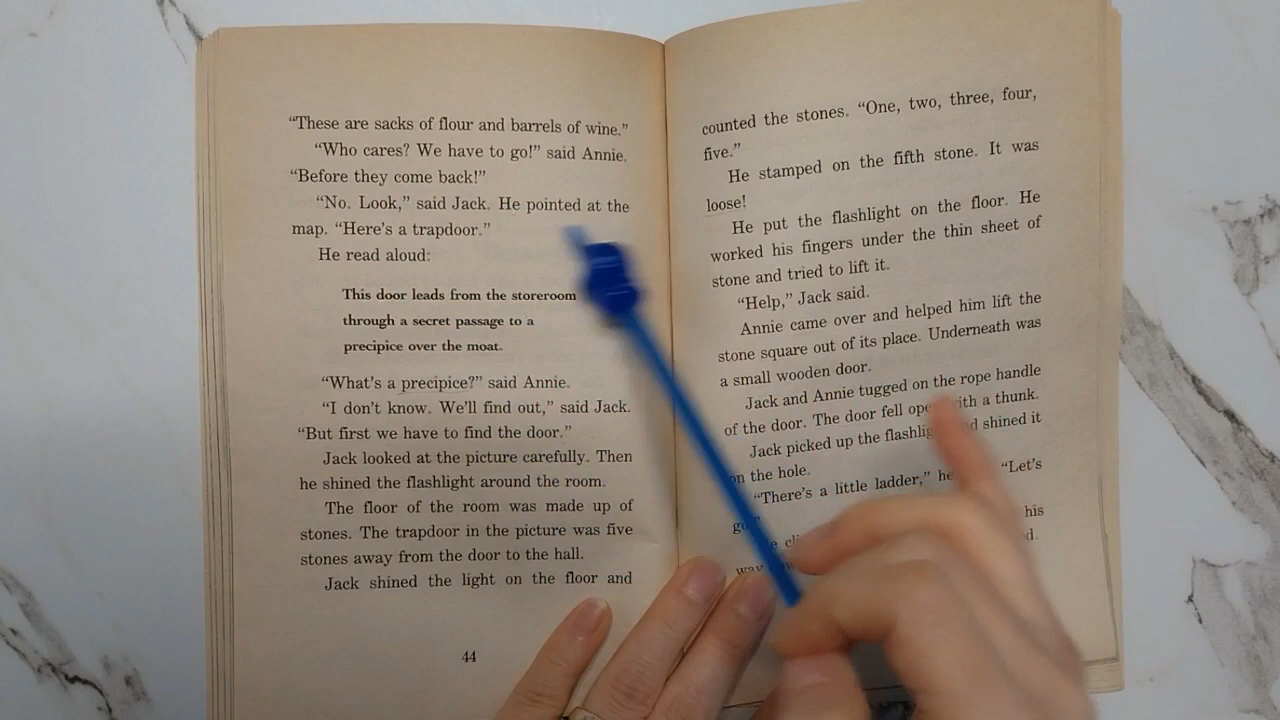 “These are sacks of flour and barrels of wine.”
“Who cares? We have to go!” said Annie.
“Before they come back!”
“No. Look,” said Jack. He pointed at the
map. “Here’s a trapdoor.”
He read aloud:
This door leads from the storeroom
through a secret passage to a
precipice over the moat.
“What’s a precipice?” said Annie.
“I don’t know. We’ll find out,” said Jack.
“But first we have to find the door.”
Jack looked at the picture carefully. Then
he shined the flashlight around the room.
The floor of the room was made up of
stones. The trapdoor in the picture was five
stones away from the door to the hall.
Jack shined the light on the floor and
44
counted the stones. “One, two, three, four,
five.”
He stamped on the fifth stone. It was
loose!
He put the flashlight on the floor. He
worked his fingers under the thin sheet of
stone and tried to lift it.
“Help,” Jack said.
Annie came over and helped him lift the
stone square out of its place. Underneath was
a small wooden door.
Jack and Annie tugged on the rope handle
of the door. The door fell open with a thunk.
Jack picked up the flashlight and shined it
on the hole.
“There’s a little ladder,” he “Let’s
his